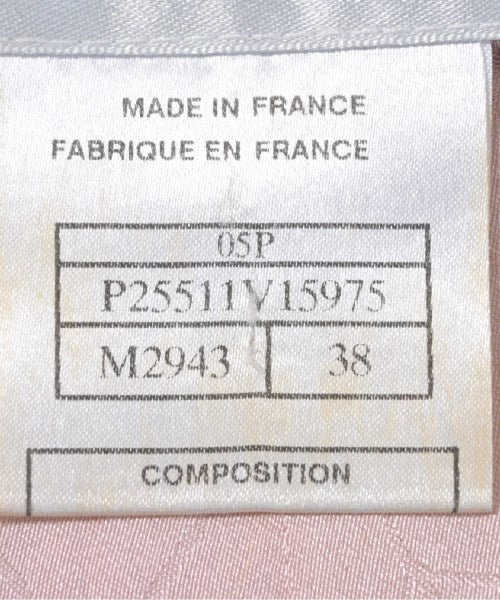 MADE IN FRANCE
FABRIQUE EN FRANCE
05P
P25511V15975
M2943 38
COMPOSITION